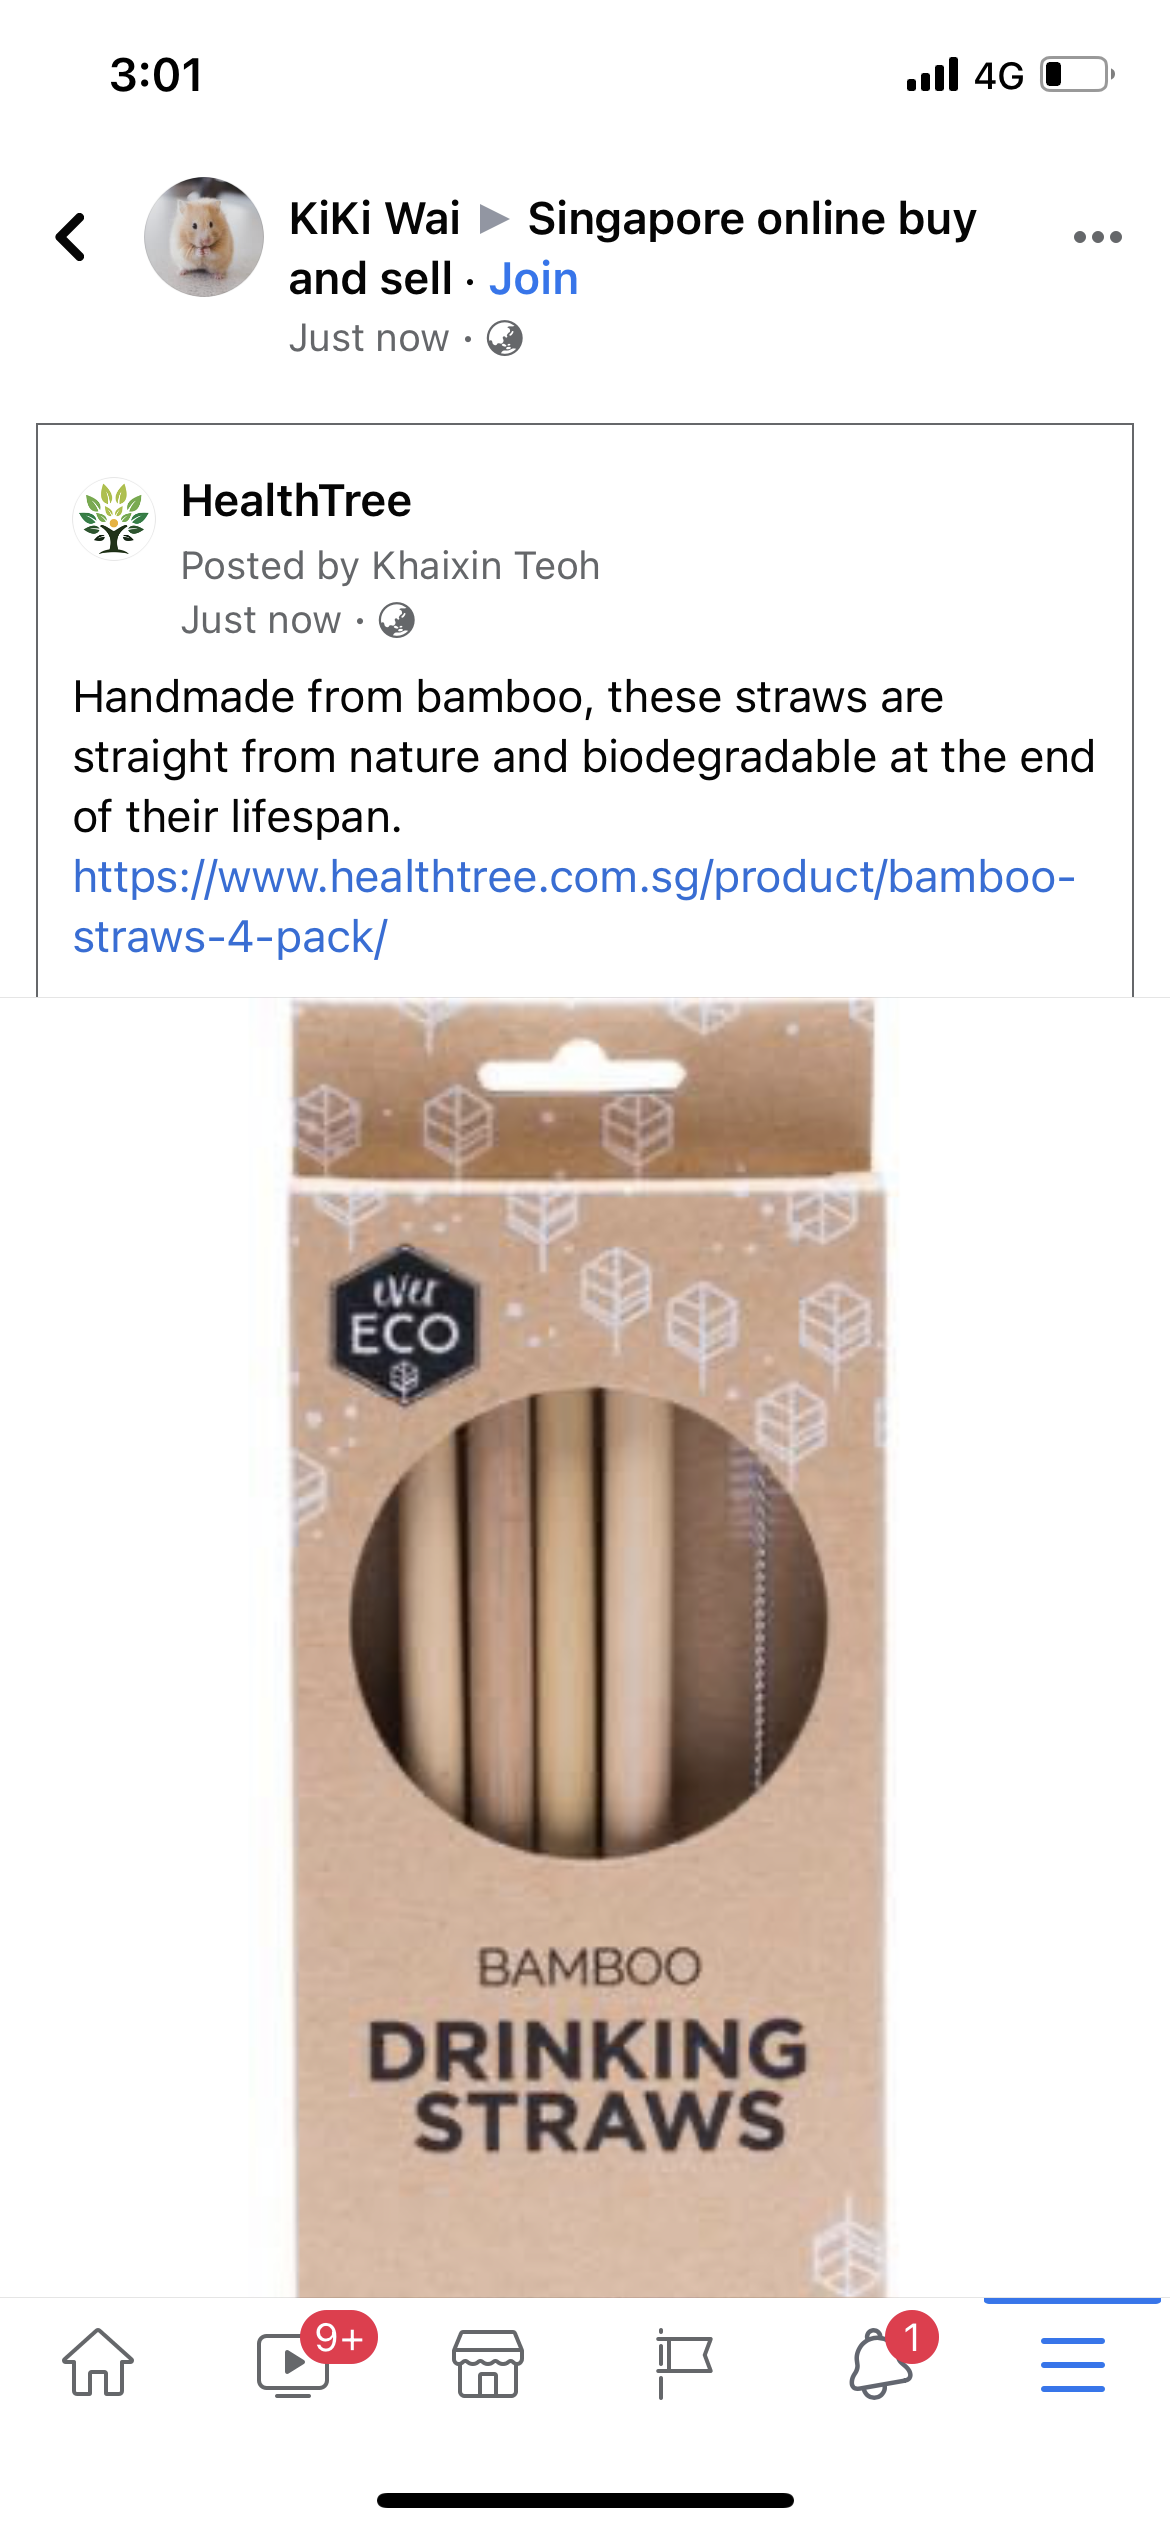 3:01
4G
KiKi Wai ▶ Singapore online buy
and sell · Join
Just now ·
HealthTree
Posted by Khaixin Teoh
Just now ·
Handmade from bamboo, these straws are
straight from nature and biodegradable at the end
of their lifespan.
https://www.healthtree.com.sg/product/bamboo-
straws-4-pack/
ever
ECO
BAMBOO
DRINKING
STRAWS
9+
1